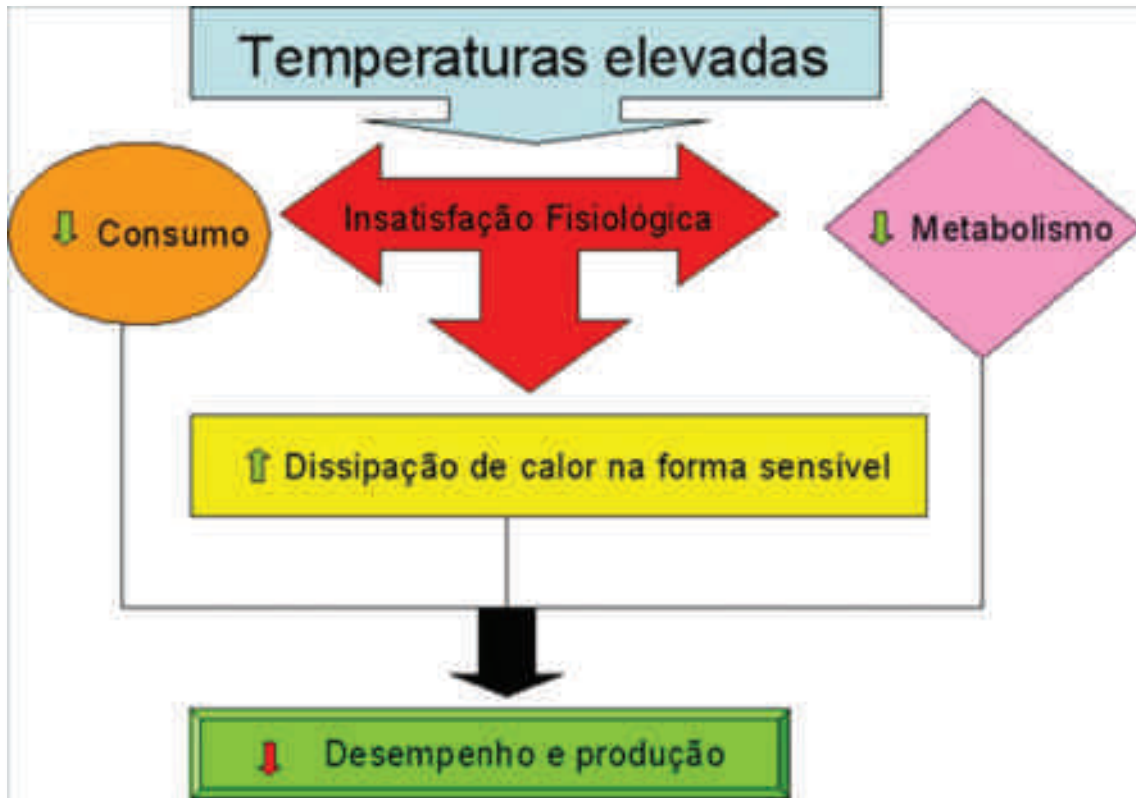 Temperaturas elevadas
Insatisfação Fisiológica
Consumo
Metabolismo
Dissipação de calor na forma sensível
Desempenho e produção